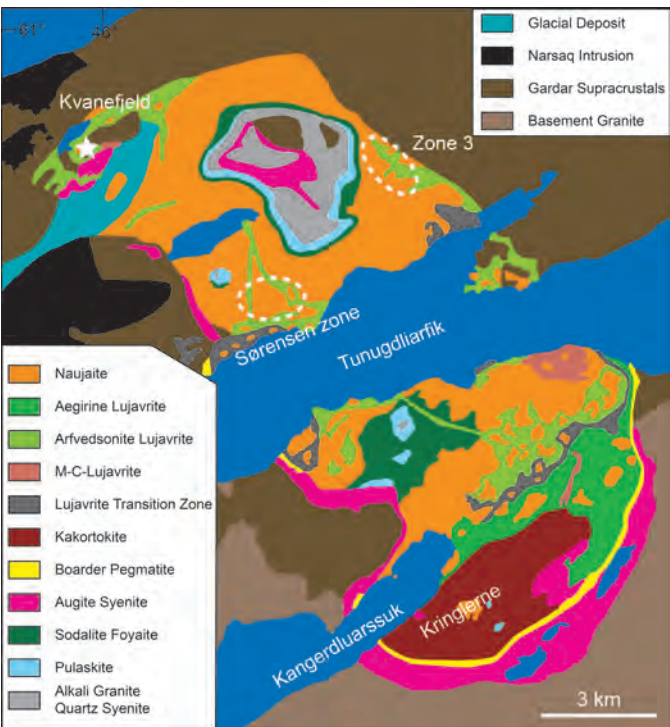 61°
46°
Glacial Deposit
Narsaq Intrusion
Gardar Supracrustals
Basement Granite
Kvanefjeld
Zone 3
Sørensen zone
Tunugdliarfik
Naujaite
Aegirine Lujavrite
Arfvedsonite Lujavrite
M-C-Lujavrite
Lujavrite Transition Zone
Kakortokite
Boarder Pegmatite
Augite Syenite
Sodalite Foyaite
Pulaskite
Alkali Granite
Quartz Syenite
Kangerdluarssuk
Kringlerne
3 km